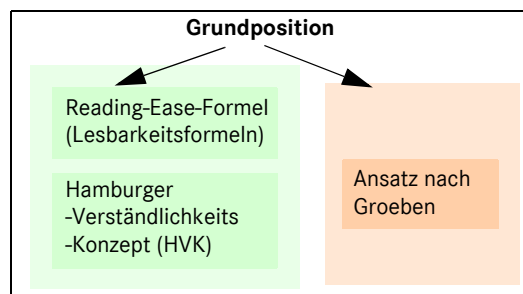 Grundposition
Reading-Ease-Formel
(Lesbarkeitsformeln)
Hamburger
-Verständlichkeits
-Konzept (HVK)
Ansatz nach
Groeben